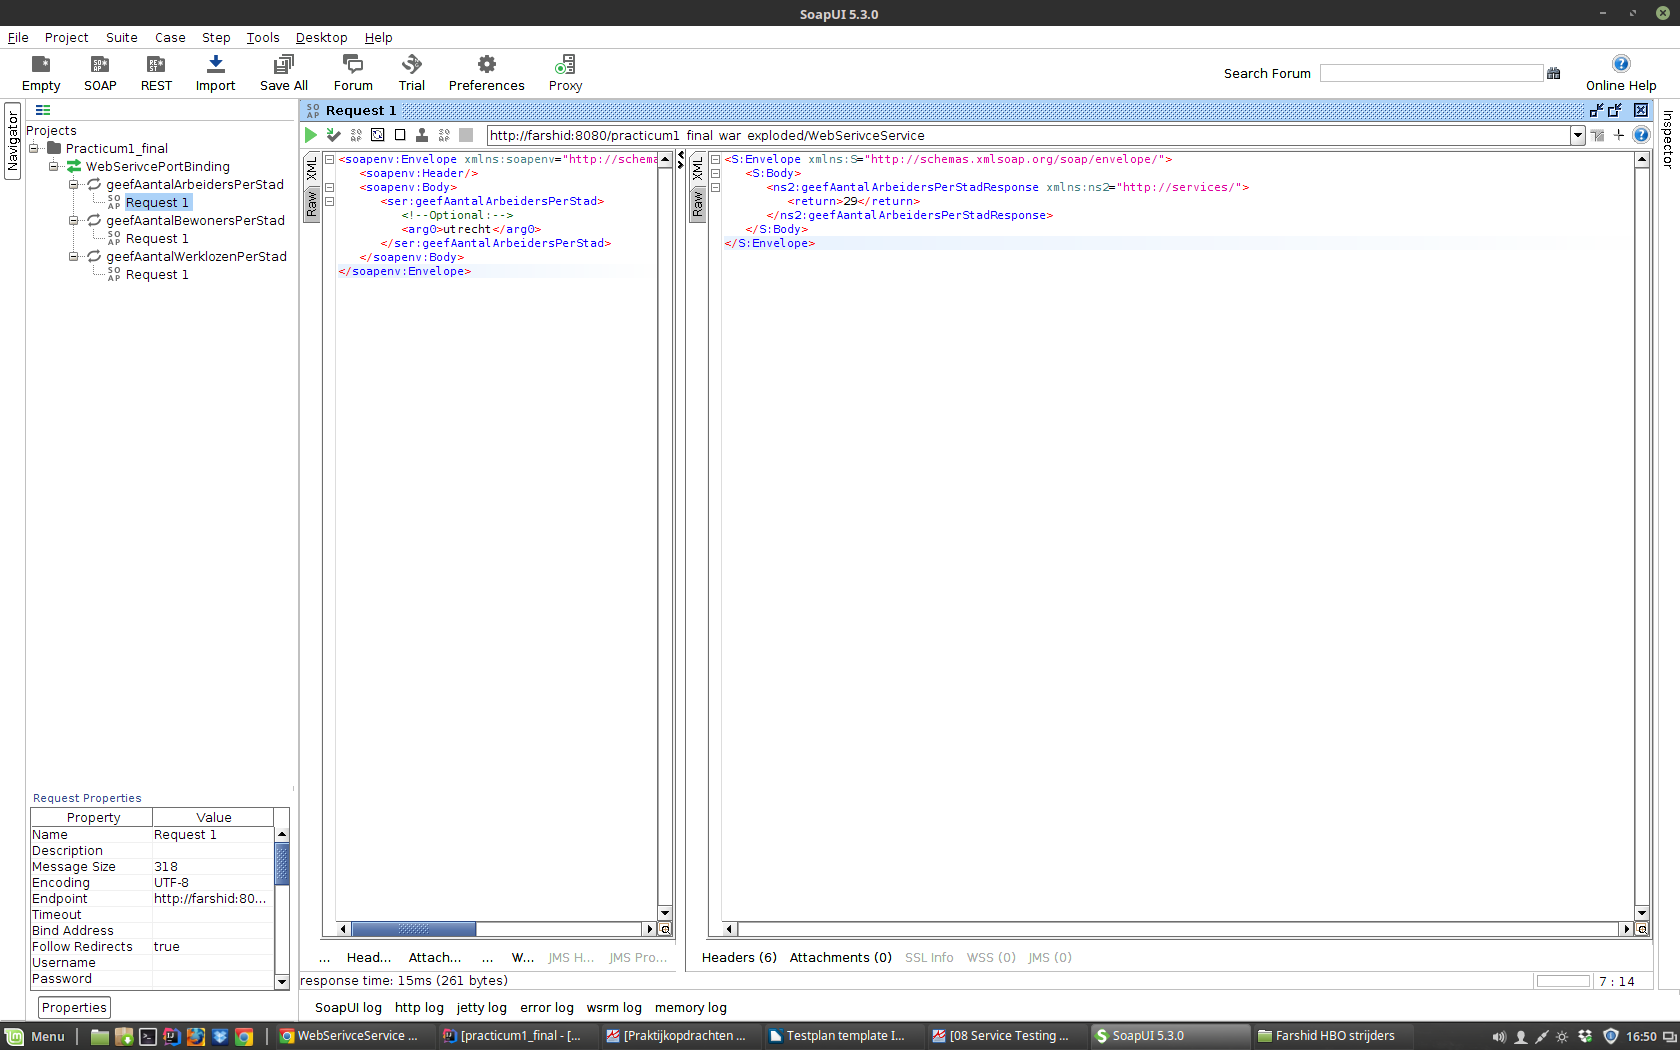 SoapUI 5.3.0
File Project Suite Case Step Tools Desktop Help
Empty SOAP REST Import Save All Forum Trial Preferences Proxy Search Forum Online Help
Navigator
Inspector
Projects
Practicum1_final
WebSerivcePortBinding
geefAantalArbeidersPerStad
Request 1
geefAantalBewonersPerStad
Request 1
geefAantalWerklozenPerStad
Request 1
Request 1
http://farshid:8080/practicum1_final_war_exploded/WebSerivceService
XML
Raw
<soapenv:Envelope xmlns:soapenv="http://schema
<soapenv:Header/>
<soapenv:Body>
<ser:geefAantalArbeidersPerStad>
<!--Optional:-->
<arg0>utrecht</arg0>
</ser:geefAantalArbeidersPerStad>
</soapenv:Body>
</soapenv:Envelope>
XML
Raw
<S:Envelope xmlns:S="http://schemas.xmlsoap.org/soap/envelope/">
<S:Body>
<ns2:geefAantalArbeidersPerStadResponse xmlns:ns2="http://services/">
<return>29</return>
</ns2:geefAantalArbeidersPerStadResponse>
</S:Body>
</S:Envelope>
Request Properties
Property Value
Name Request 1
Description
Message Size 318
Encoding UTF-8
Endpoint http://farshid:80...
Timeout
Bind Address
Follow Redirects true
Username
Password
Properties
... Head... Attach... ... W... JMS H... JMS Pro...
Headers (6) Attachments (0) SSL Info WSS (0) JMS (0)
response time: 15ms (261 bytes)
7 : 14
SoapUI log http log jetty log error log wsrm log memory log
Menu WebSerivceService ... [practicum1_final - [... [Praktijkopdrachten ... Testplan template I... [08 Service Testing ... SoapUI 5.3.0 Farshid HBO strijders 16:50